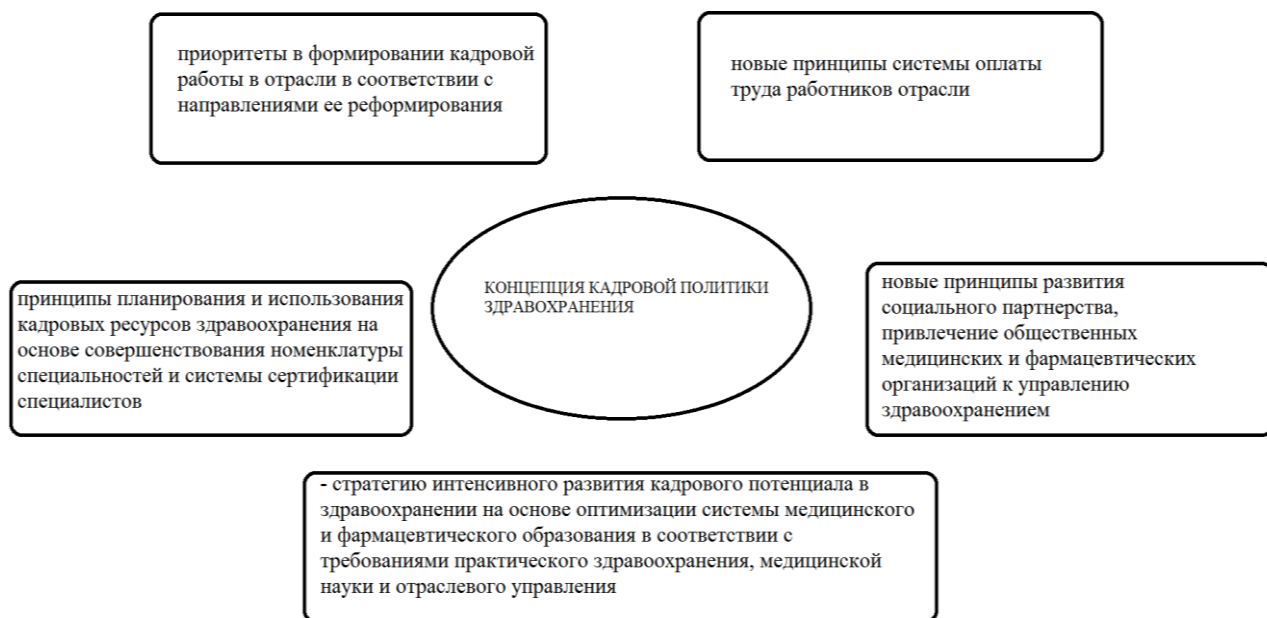 приоритеты в формировании кадровой
работы в отрасли в соответствии с
направлениями ее реформирования
новые принципы системы оплаты
труда работников отрасли
КОНЦЕПЦИЯ КАДРОВОЙ ПОЛИТИКИ
ЗДРАВОХРАНЕНИЯ
принципы планирования и использования
кадровых ресурсов здравоохранения на
основе совершенствования номенклатуры
специальностей и системы сертификации
специалистов
новые принципы развития
социального партнерства,
привлечение общественных
медицинских и фармацевтических
организаций к управлению
здравоохранением
- стратегию интенсивного развития кадрового потенциала в
здравоохранении на основе оптимизации системы медицинского
и фармацевтического образования в соответствии с
требованиями практического здравоохранения, медицинской
науки и отраслевого управления